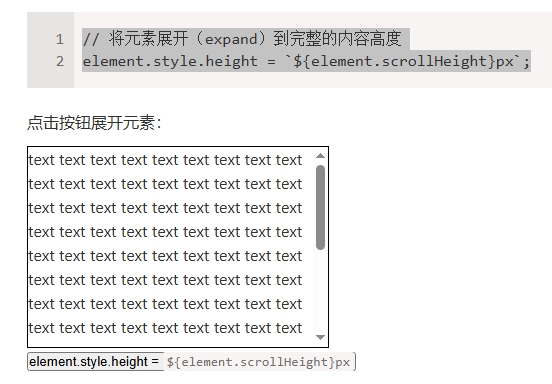 1 // 将元素展开（expand）到完整的内容高度
2 element.style.height = `${element.scrollHeight}px`;
点击按钮展开元素：
text text text text text text text text text
text text text text text text text text text
text text text text text text text text text
text text text text text text text text text
text text text text text text text text text
text text text text text text text text text
text text text text text text text text text
text text text text text text text text text
element.style.height = ${element.scrollHeight}px